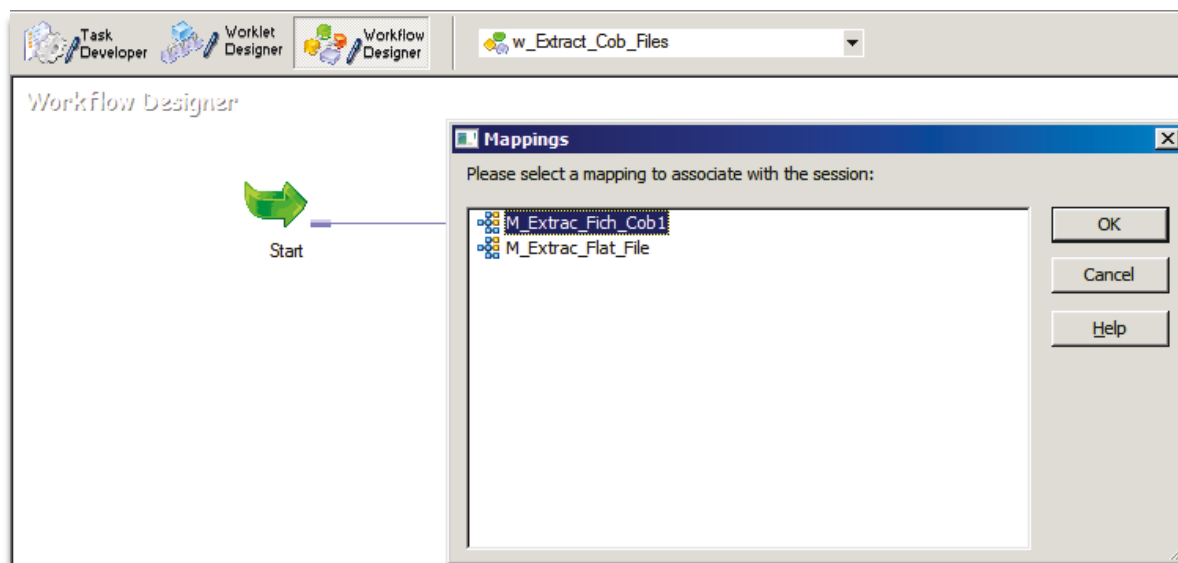 Task Developer
Worklet Designer
Workflow Designer
w_Extract_Cob_Files
Workflow Designer
Mappings
Please select a mapping to associate with the session:
M_Extrac_Fich_Cob1
M_Extrac_Flat_File
OK
Cancel
Help
Start